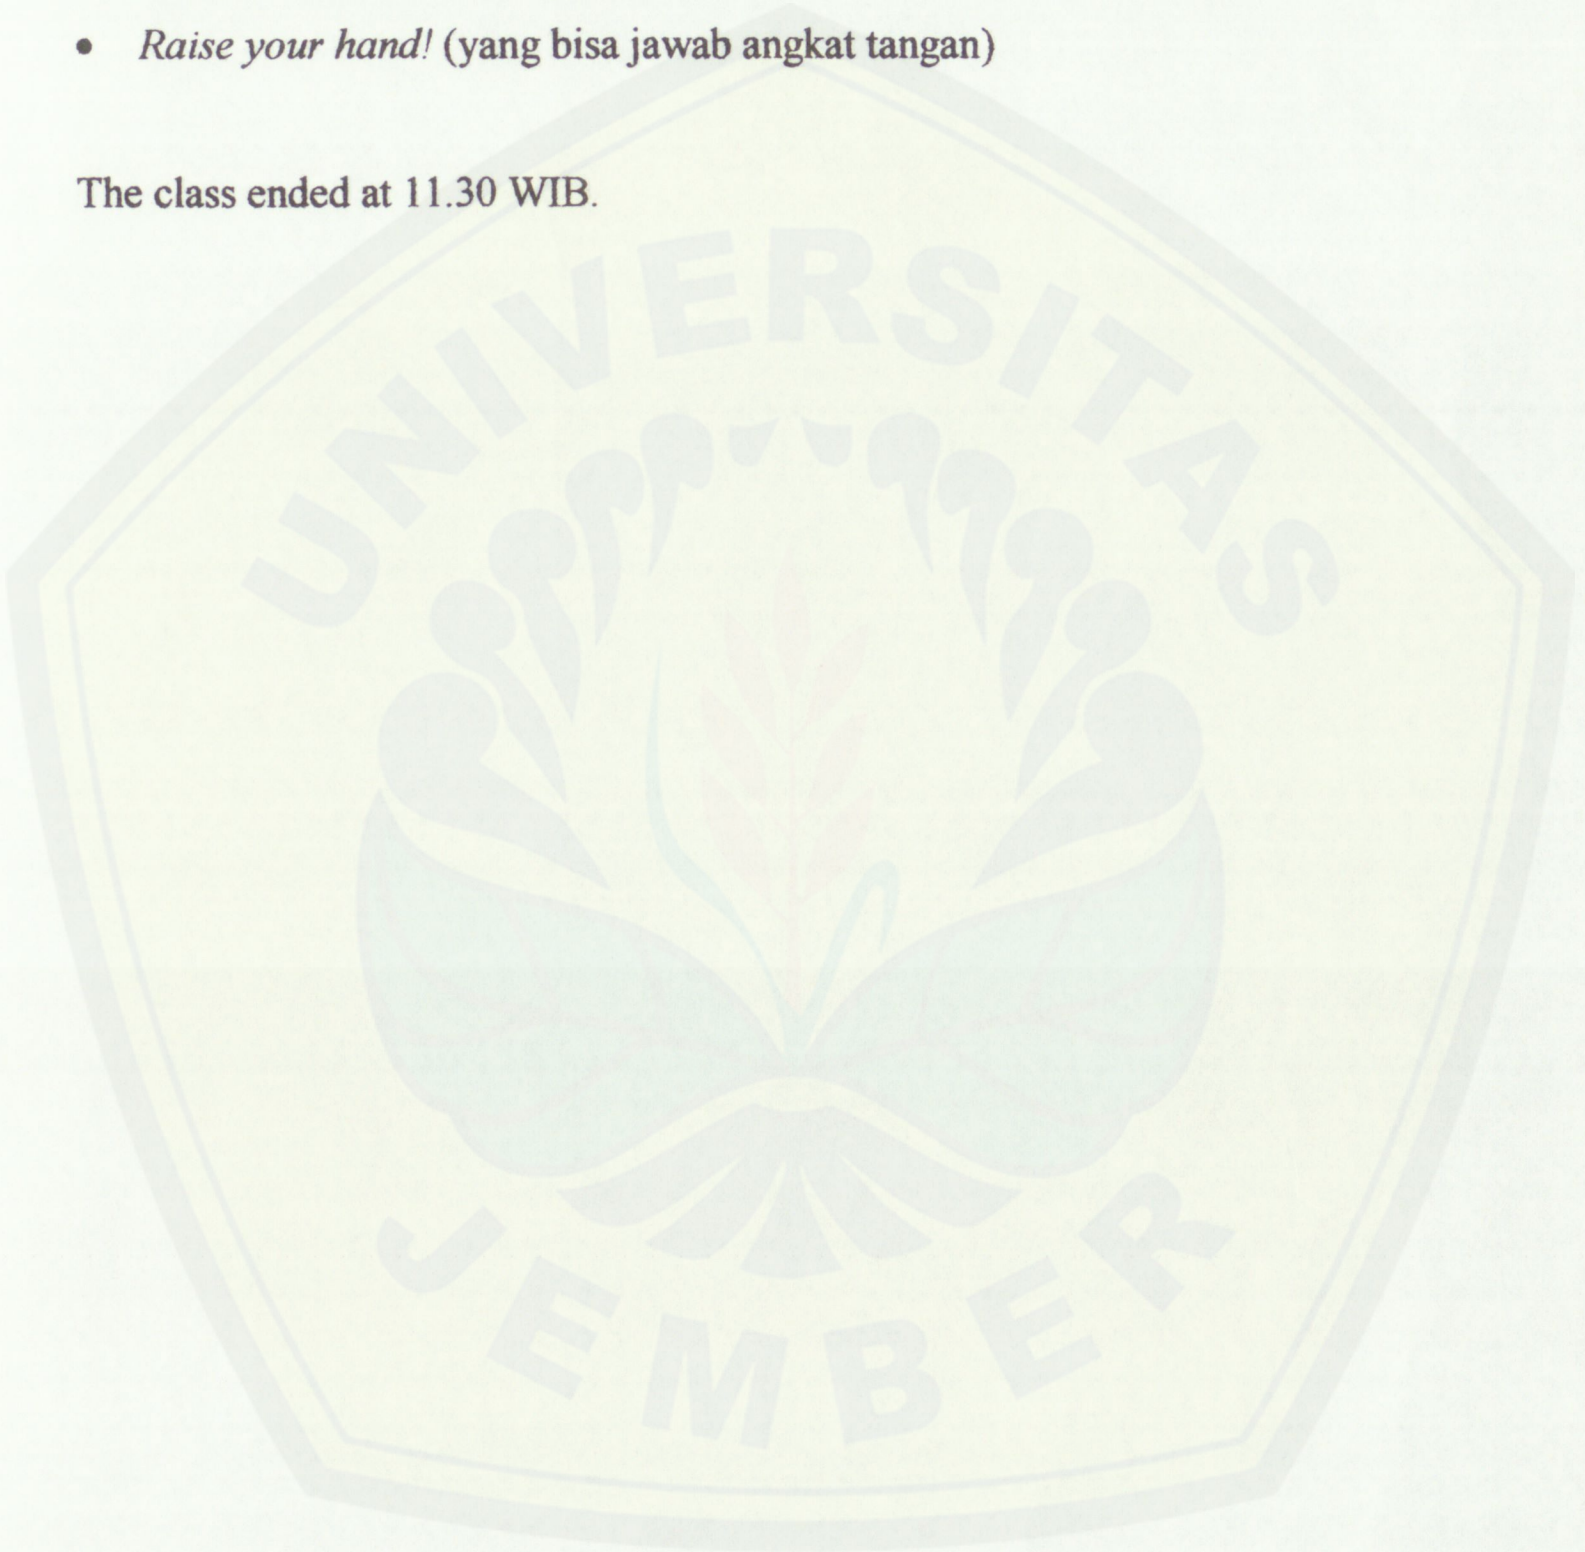 • Raise your hand! (yang bisa jawab angkat tangan)
The class ended at 11.30 WIB.
UNIVERSITAS
JEMBER